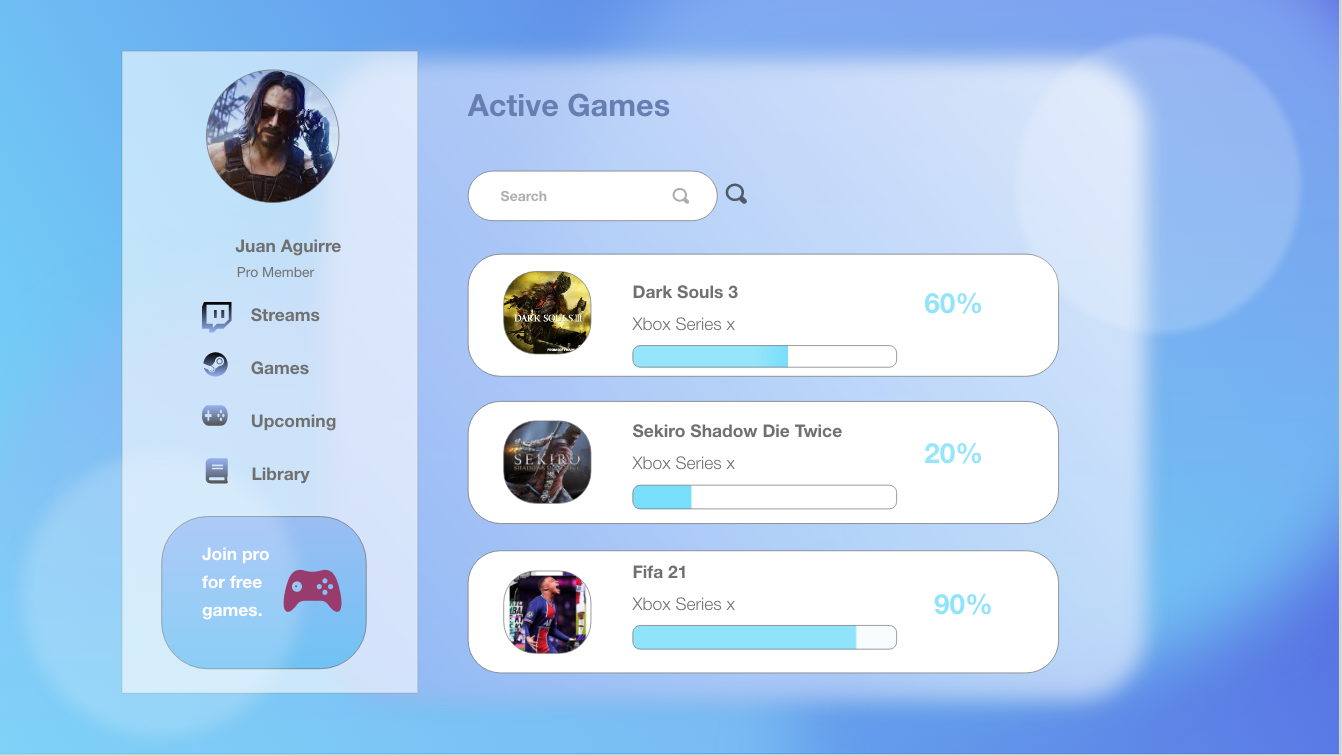 Juan Aguirre
Pro Member
Streams
Games
Upcoming
Library
Join pro
for free
games.
Active Games
Search
DARK SOULS III
Dark Souls 3
Xbox Series x
60%
SEKIRO
Sekiro Shadow Die Twice
Xbox Series x
20%
Fifa 21
Xbox Series x
90%